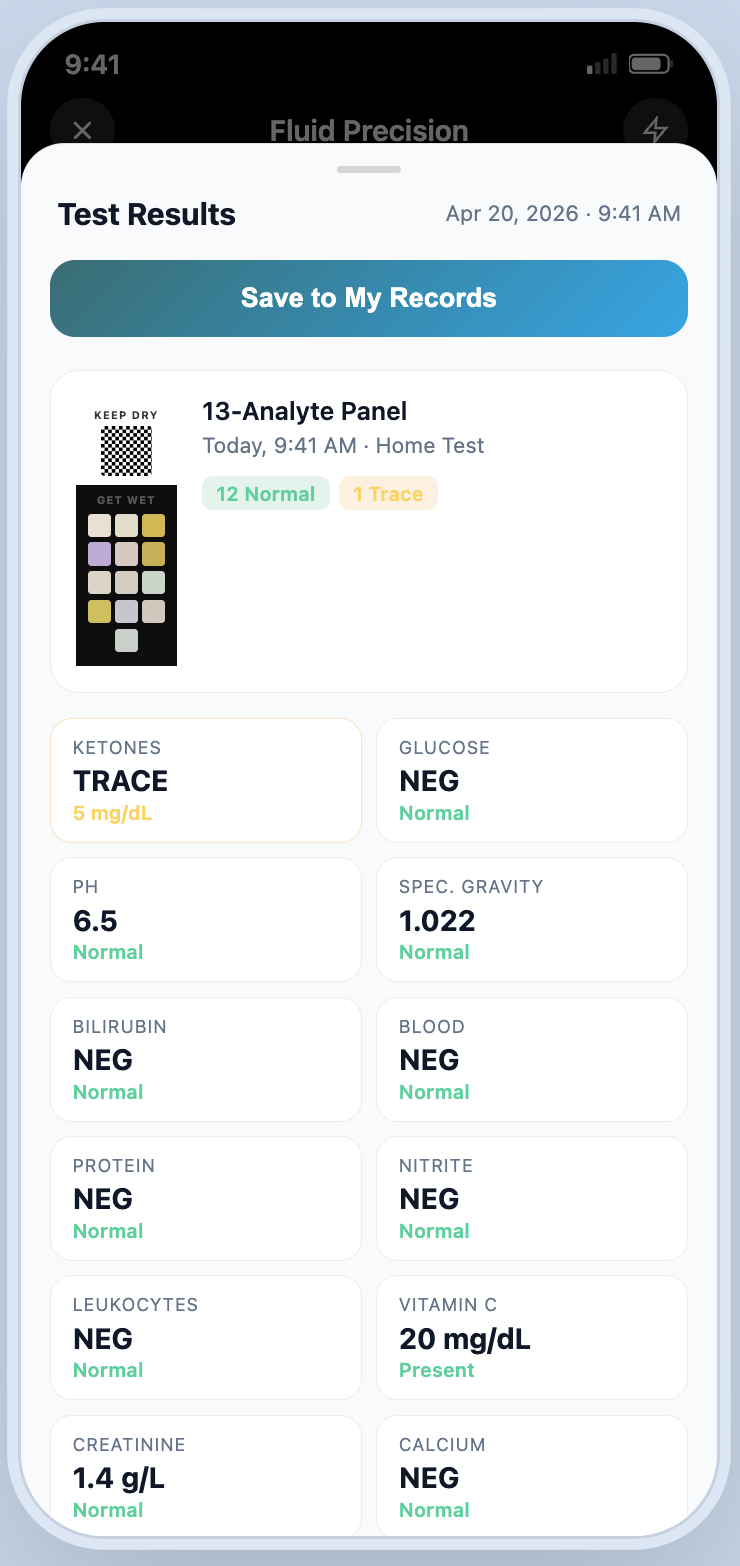 9:41
Fluid Precision
Test Results
Apr 20, 2026 · 9:41 AM
Save to My Records
KEEP DRY
GET WET
13-Analyte Panel
Today, 9:41 AM · Home Test
12 Normal
1 Trace
KETONES
TRACE
5 mg/dL
GLUCOSE
NEG
Normal
PH
6.5
Normal
SPEC. GRAVITY
1.022
Normal
BILIRUBIN
NEG
Normal
BLOOD
NEG
Normal
PROTEIN
NEG
Normal
NITRITE
NEG
Normal
LEUKOCYTES
NEG
Normal
VITAMIN C
20 mg/dL
Present
CREATININE
1.4 g/L
Normal
CALCIUM
NEG
Normal